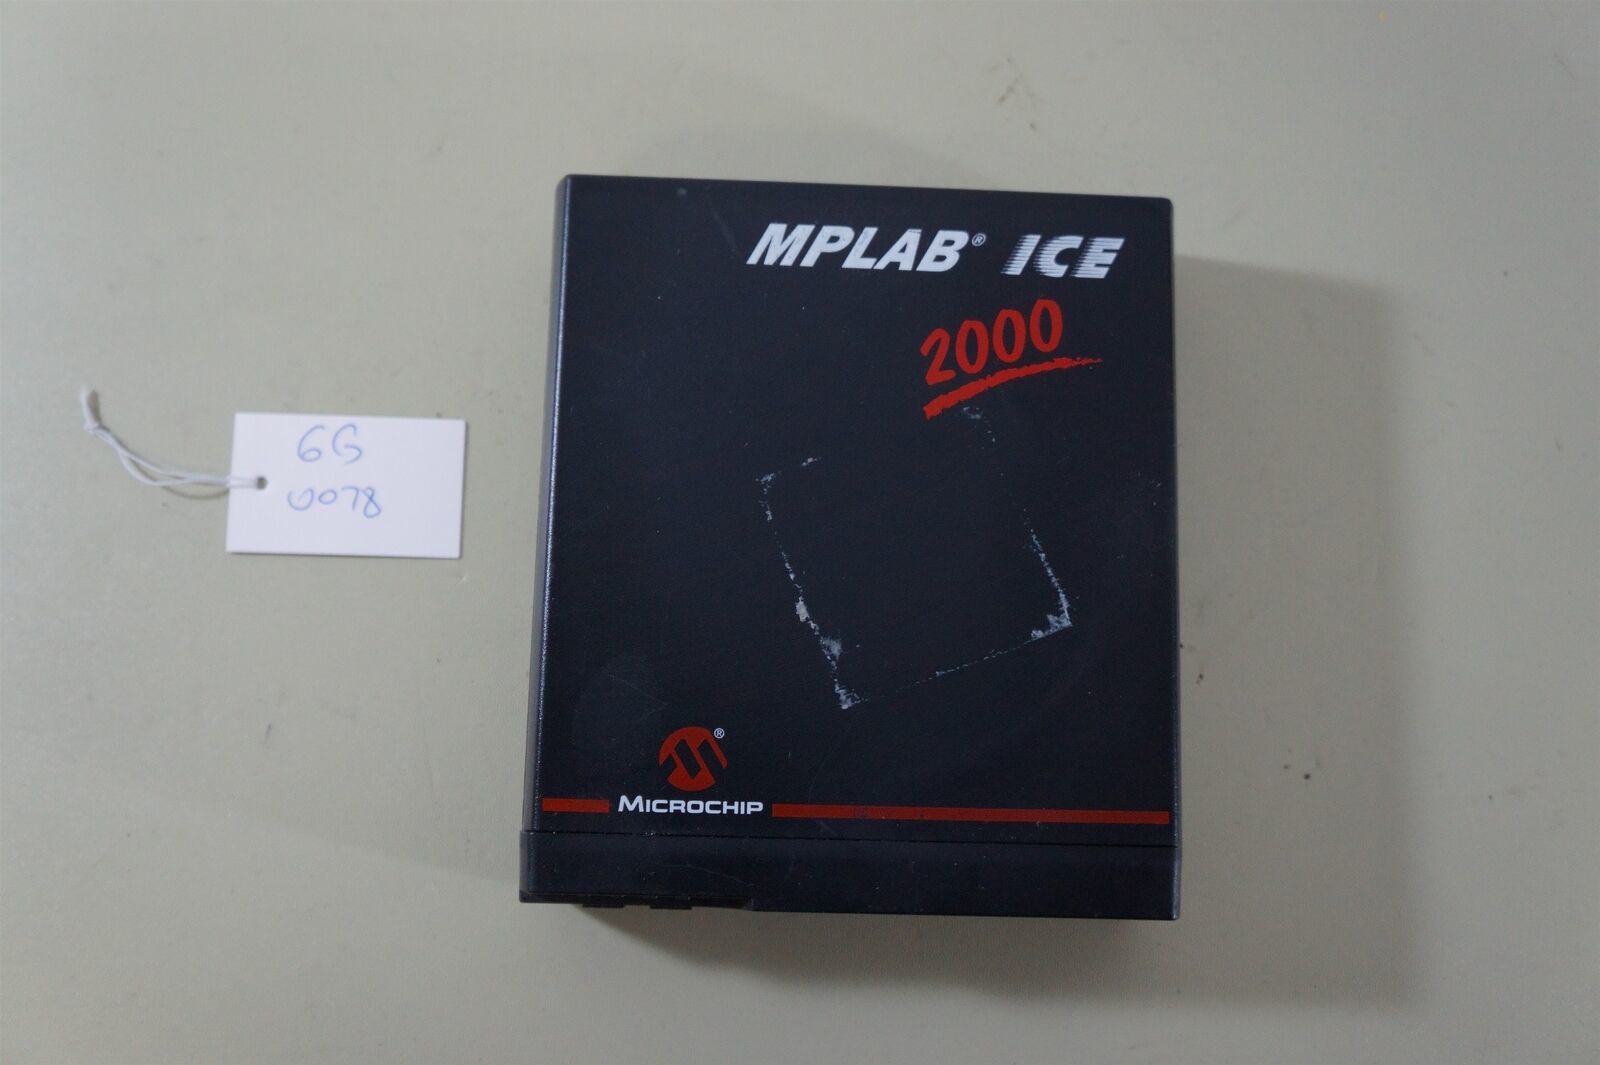 MPLAB® ICE
2000
6G
0078
®
MICROCHIP